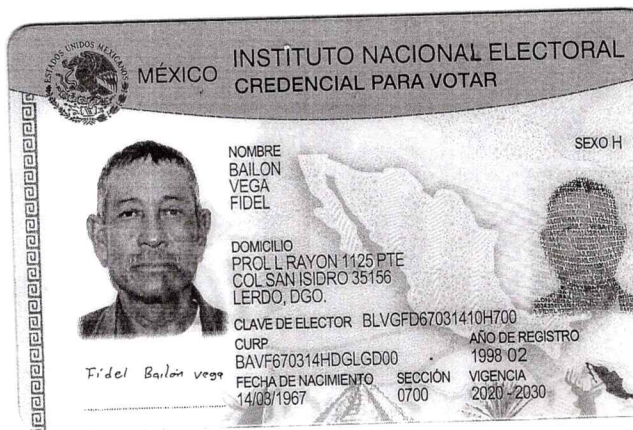 ESTADOS UNIDOS MEXICANOS
MÉXICO
INSTITUTO NACIONAL ELECTORAL
CREDENCIAL PARA VOTAR
NOMBRE
BAILON
VEGA
FIDEL
SEXO H
DOMICILIO
PROL L RAYON 1125 PTE
COL SAN ISIDRO 35156
LERDO, DGO.
CLAVE DE ELECTOR BLVGFD67031410H700
CURP
BAVF670314HDGLGD00
AÑO DE REGISTRO
1998 02
FECHA DE NACIMIENTO
14/03/1967
SECCIÓN
0700
VIGENCIA
2020 - 2030
Fidel Bailón vega